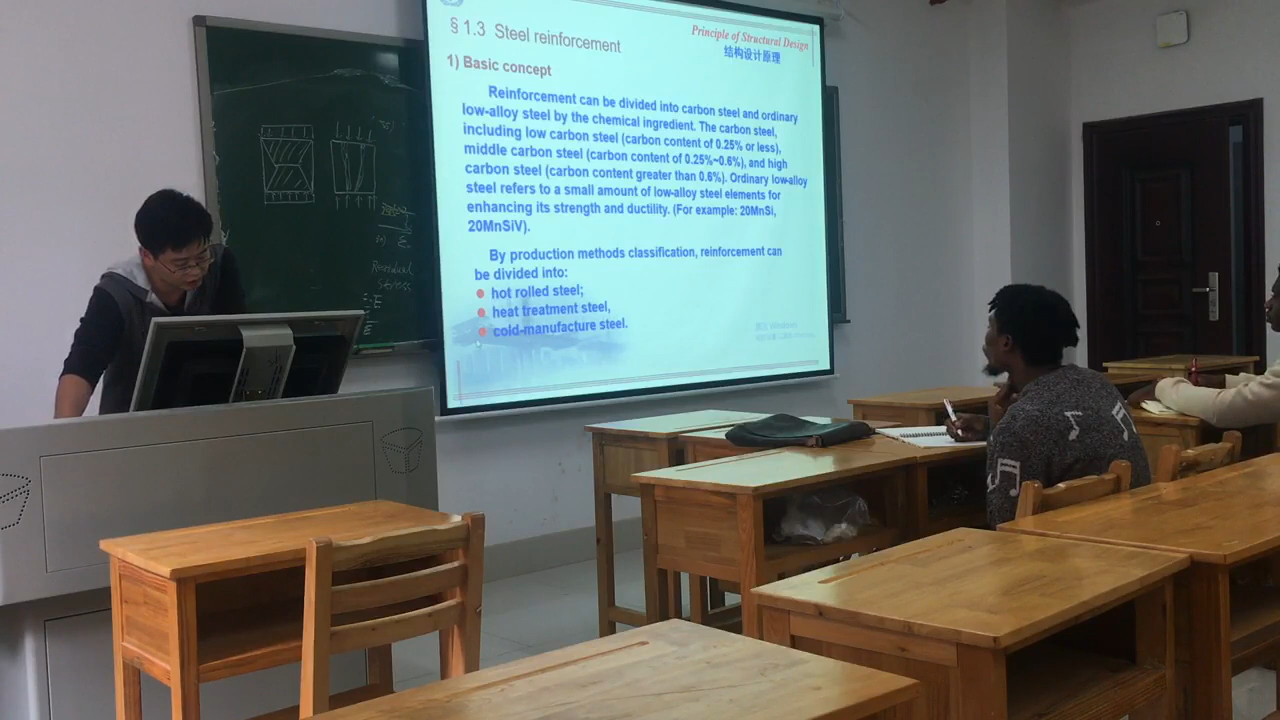 § 1.3 Steel reinforcement
Principle of Structural Design
结构设计原理
1) Basic concept
Reinforcement can be divided into carbon steel and ordinary
low-alloy steel by the chemical ingredient. The carbon steel,
including low carbon steel (carbon content of 0.25% or less),
middle carbon steel (carbon content of 0.25%~0.6%), and high
carbon steel (carbon content greater than 0.6%). Ordinary low-alloy
steel refers to a small amount of low-alloy steel elements for
enhancing its strength and ductility. (For example: 20MnSi,
20MnSiV).
By production methods classification, reinforcement can
be divided into:
hot rolled steel;
heat treatment steel,
cold-manufacture steel.
激活 Windows
Residual
stress